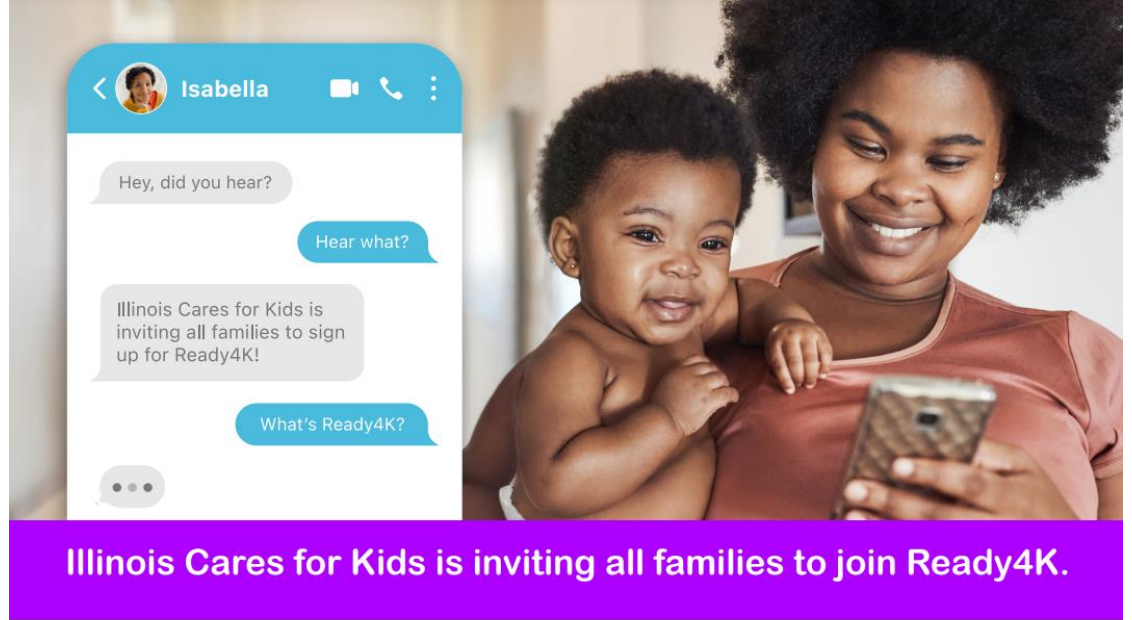 Isabella
Hey, did you hear?
Hear what?
Illinois Cares for Kids is
inviting all families to sign
up for Ready4K!
What's Ready4K?
Illinois Cares for Kids is inviting all families to join Ready4K.